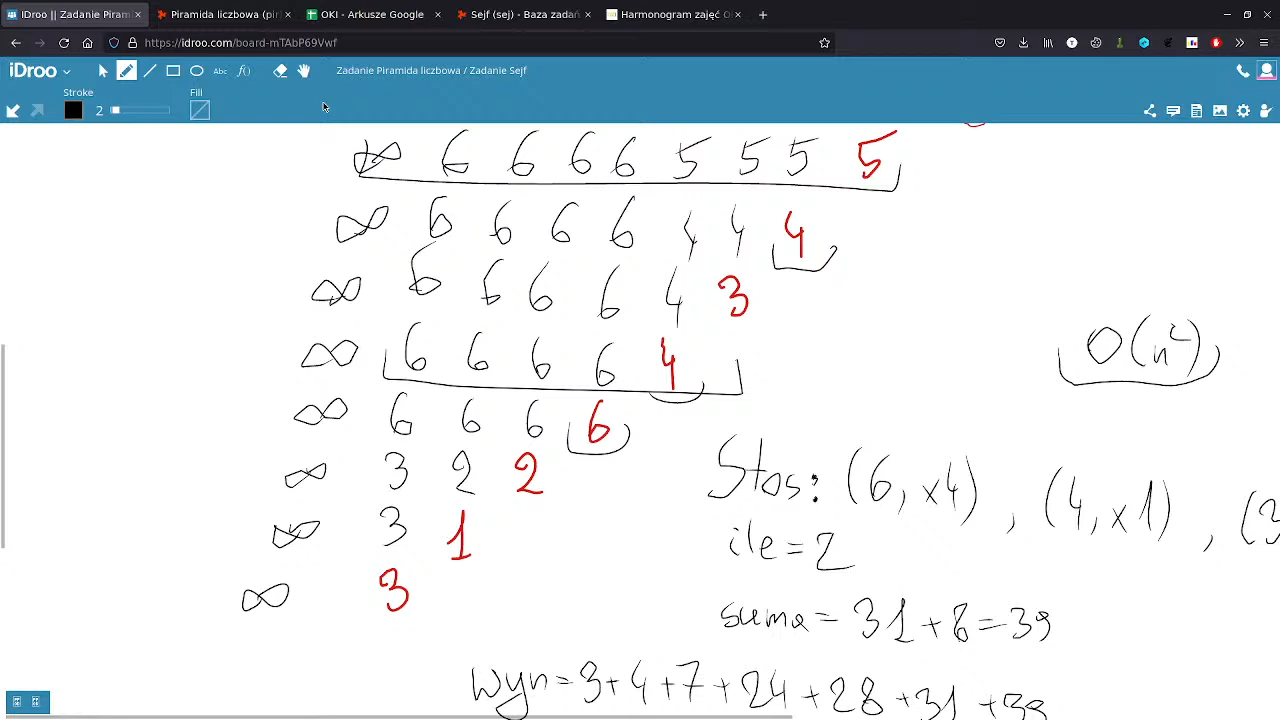 IDroo || Zadanie Piram
Piramida liczbowa (pir
OKI - Arkusze Google
Sejf (sej) - Baza zadań
Harmonogram zajęć O
https://idroo.com/board-mTAbP69Vwf
iDroo
Abc
f()
Zadanie Piramida liczbowa / Zadanie Sejf
Stroke
Fill
2
∞ 6 6 6 6 5 5 5 5
∞ 6 6 6 6 4 4 4
∞ 6 6 6 6 4 3
∞ 6 6 6 6 4
∞ 6 6 6 6
∞ 3 2 2
∞ 3 1
∞ 3
O(n²)
Stos: (6, x4) , (4, x1) , (3
ile = 2
suma = 31 + 8 = 39
wyn = 3 + 4 + 7 + 24 + 28 + 31 + 39